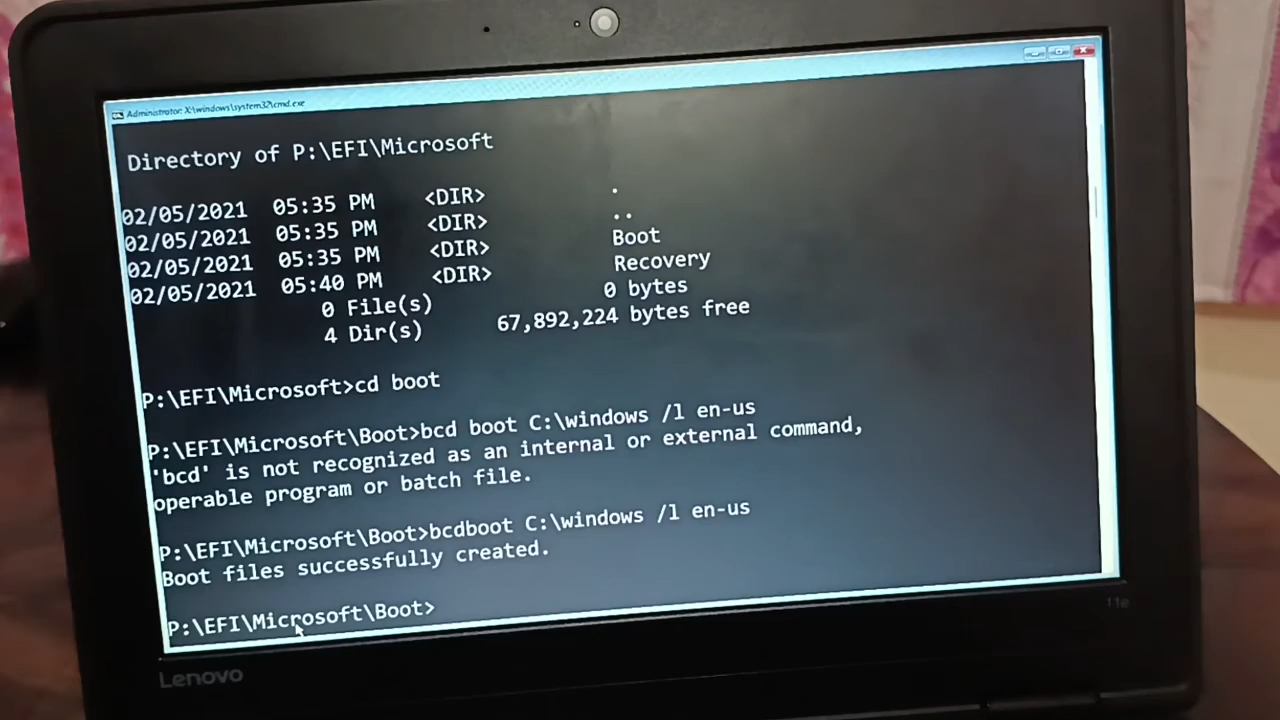 Administrator: X:\windows\system32\cmd.exe
Directory of P:\EFI\Microsoft
02/05/2021 05:35 PM <DIR> .
02/05/2021 05:35 PM <DIR> ..
02/05/2021 05:35 PM <DIR> Boot
02/05/2021 05:40 PM <DIR> Recovery
0 File(s) 0 bytes
4 Dir(s) 67,892,224 bytes free
P:\EFI\Microsoft>cd boot
P:\EFI\Microsoft\Boot>bcd boot C:\windows /l en-us
'bcd' is not recognized as an internal or external command,
operable program or batch file.
P:\EFI\Microsoft\Boot>bcdboot C:\windows /l en-us
Boot files successfully created.
P:\EFI\Microsoft\Boot>
11e
Lenovo